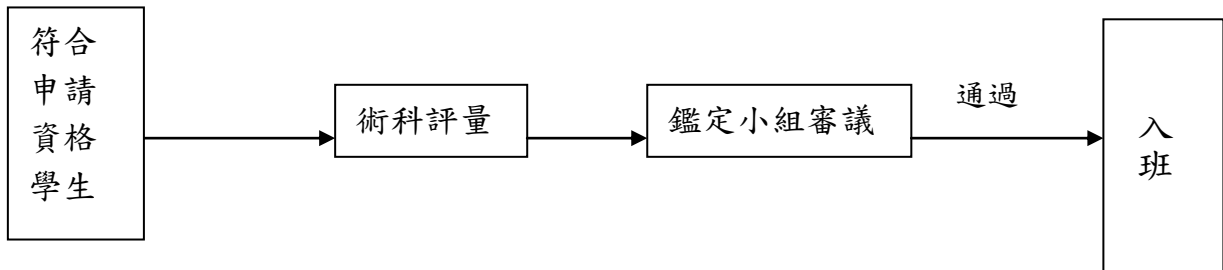 符合
申請
資格
學生
術科評量
鑑定小組審議
通過
入
班